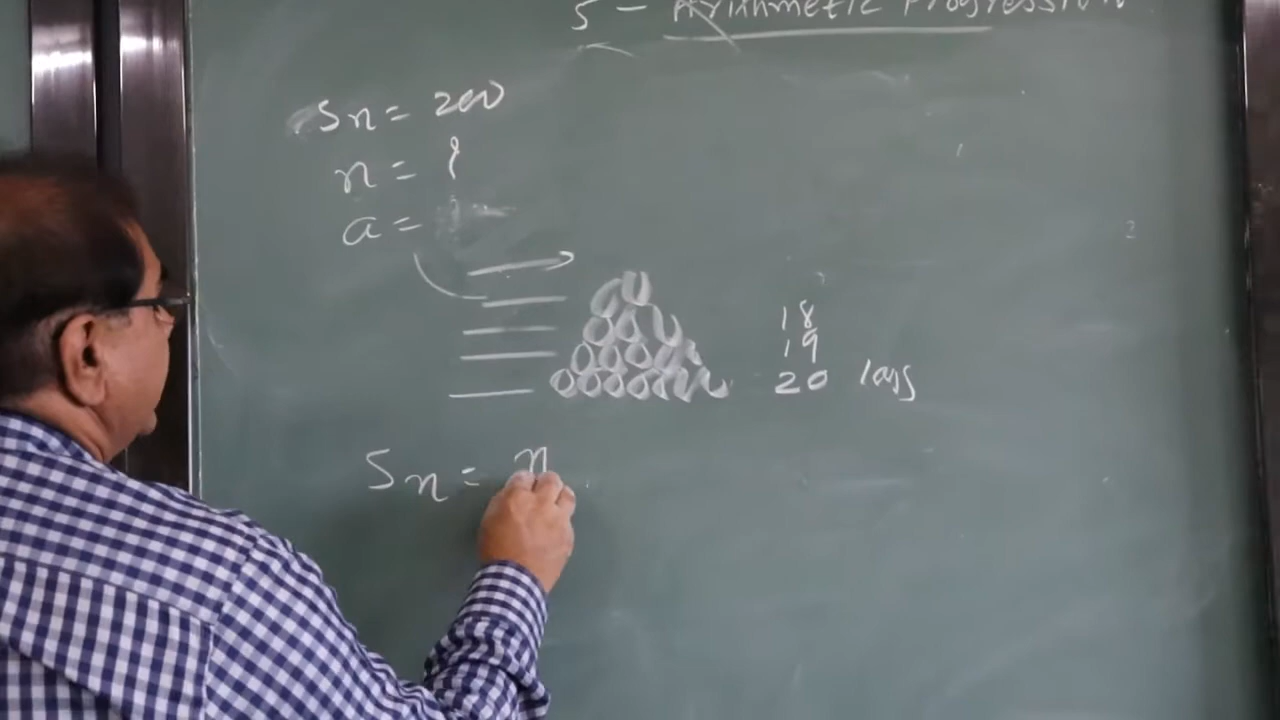 5 - Arithmetic Progression
Sn = 200
n = ?
a =
18
19
20 logs
Sn = n